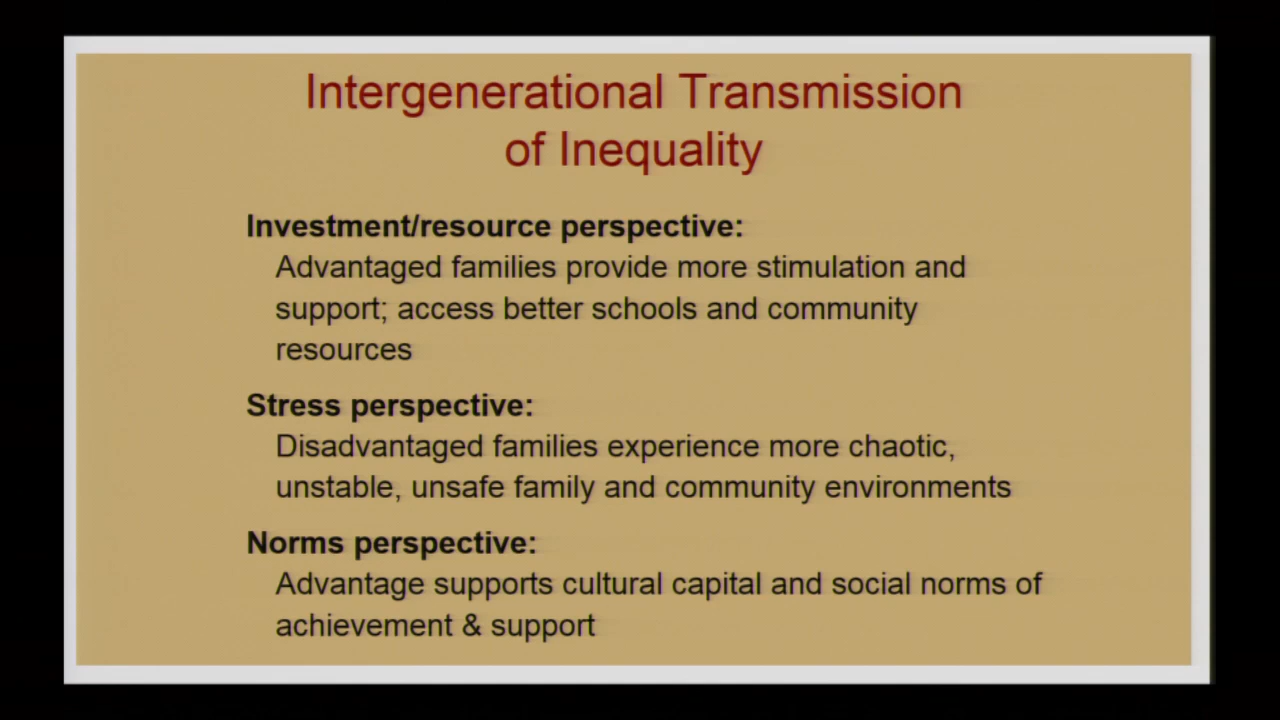 Intergenerational Transmission
of Inequality
Investment/resource perspective:
Advantaged families provide more stimulation and
support; access better schools and community
resources
Stress perspective:
Disadvantaged families experience more chaotic,
unstable, unsafe family and community environments
Norms perspective:
Advantage supports cultural capital and social norms of
achievement & support